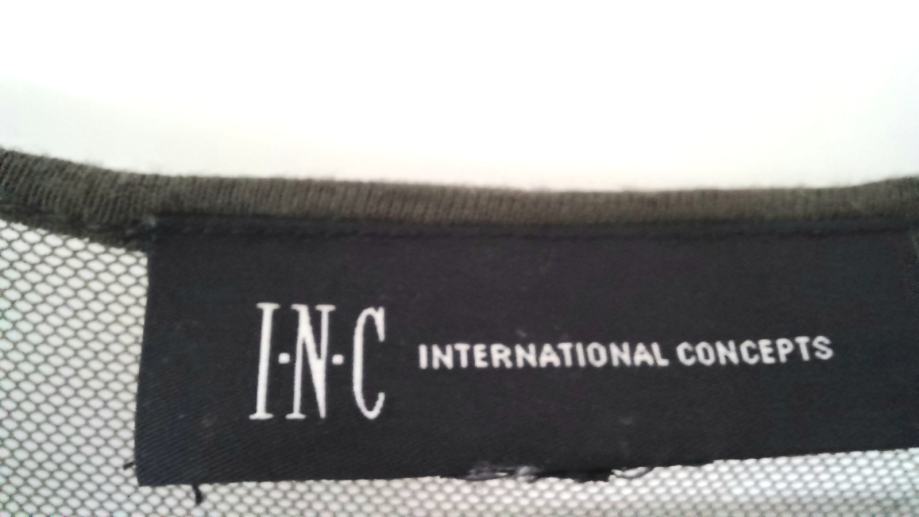 I·N·C INTERNATIONAL CONCEPTS